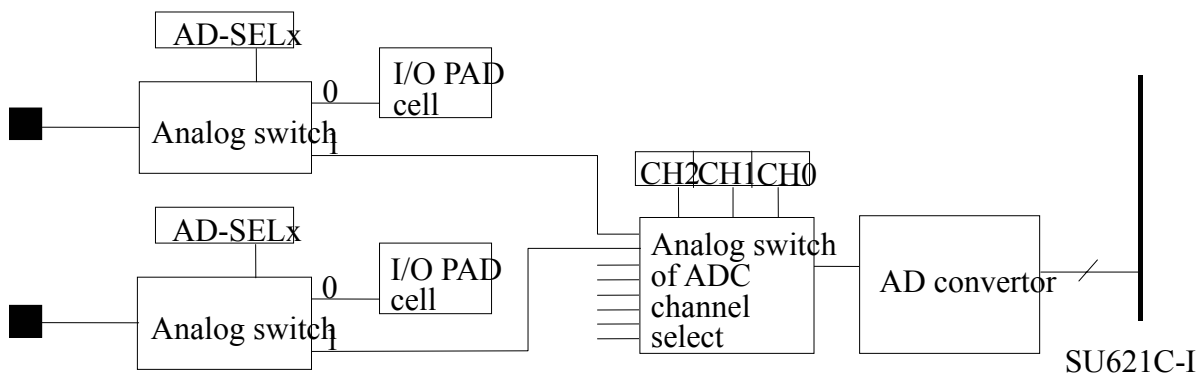 AD-SELx
I/O PAD
cell
0
Analog switch
1
CH2 CH1 CH0
AD-SELx
I/O PAD
cell
0
Analog switch
1
Analog switch
of ADC
channel
select
AD convertor
SU621C-I